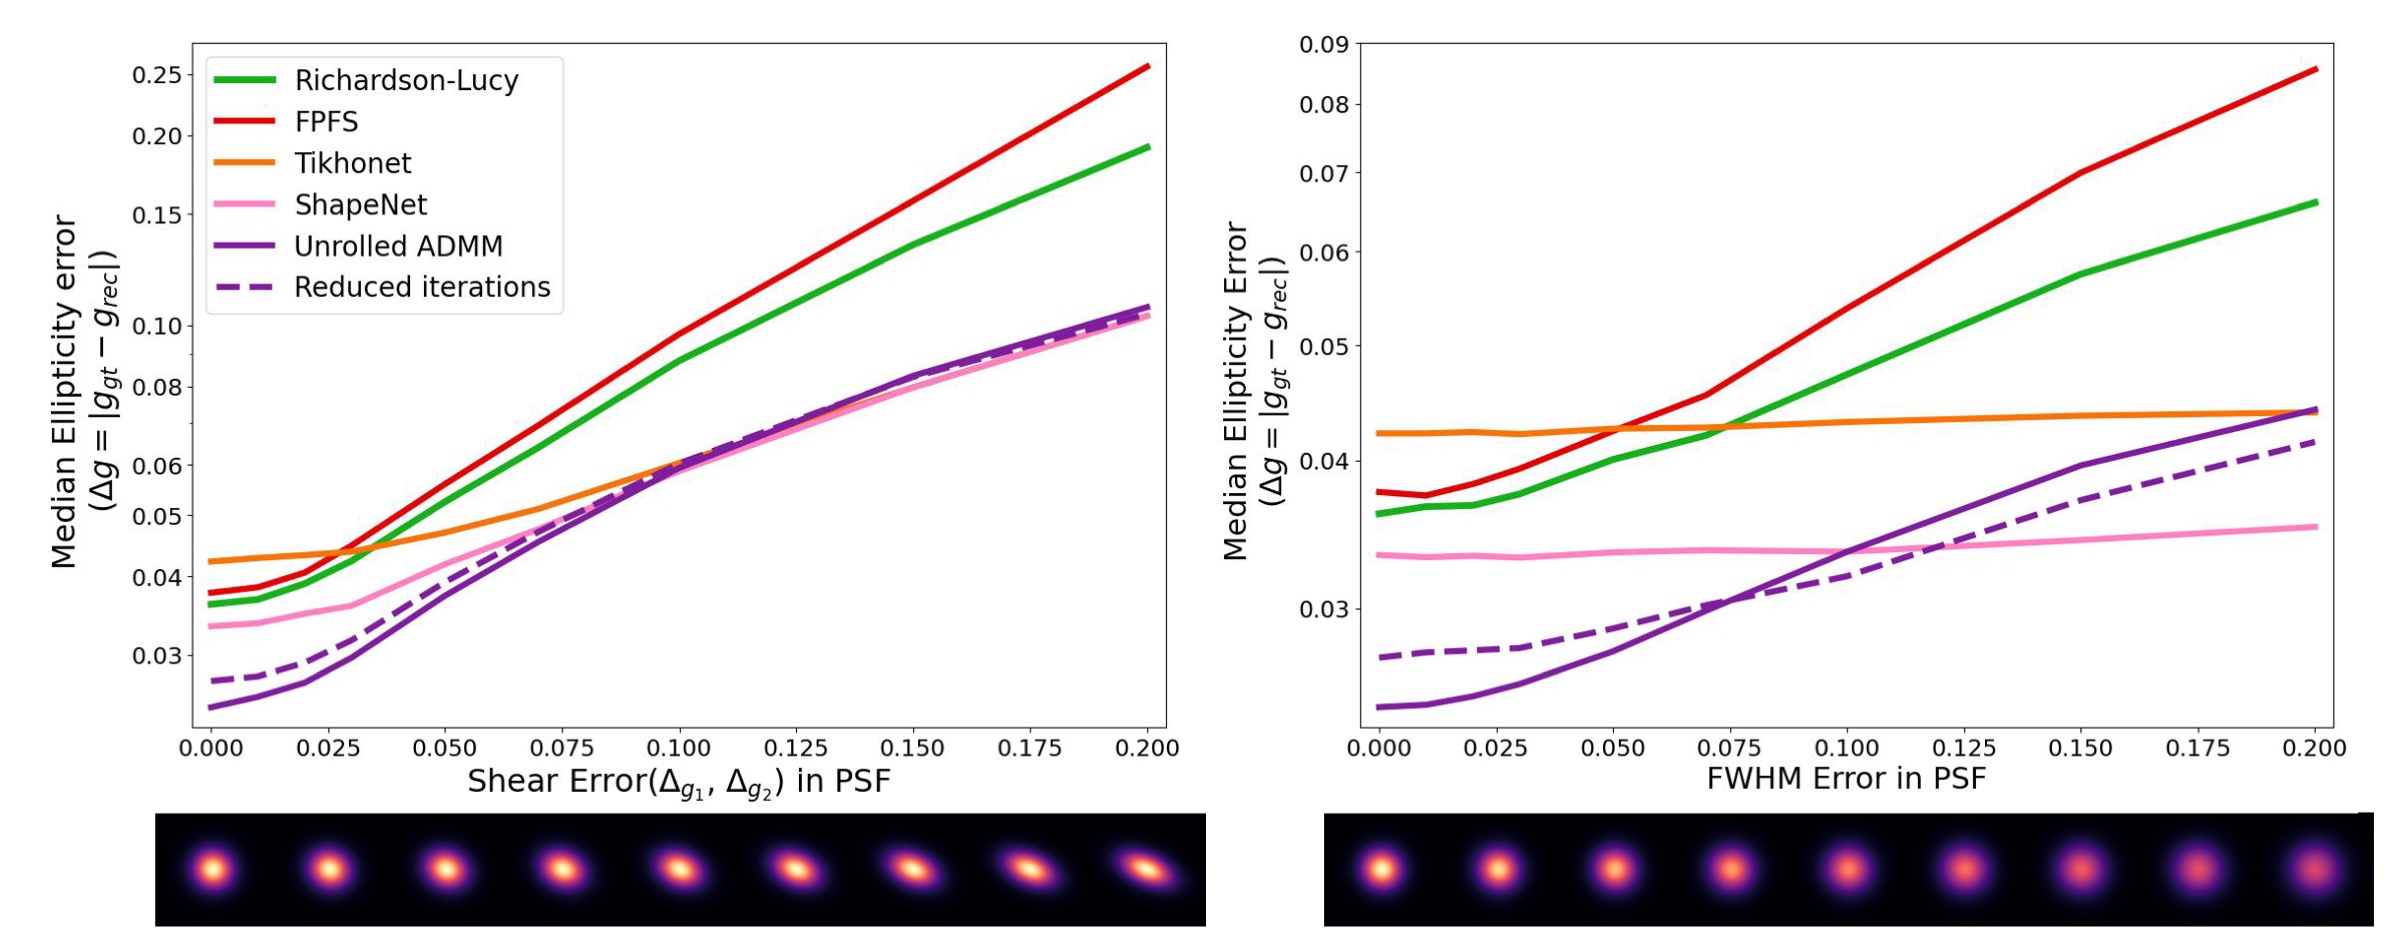 Median Ellipticity error
(Δg = |g_gt − g_rec|)
0.25
0.20
0.15
0.10
0.08
0.06
0.05
0.04
0.03
Richardson-Lucy
FPFS
Tikhonet
ShapeNet
Unrolled ADMM
Reduced iterations
0.000 0.025 0.050 0.075 0.100 0.125 0.150 0.175 0.200
Shear Error(Δg₁, Δg₂) in PSF
Median Ellipticity Error
(Δg = |g_gt − g_rec|)
0.09
0.08
0.07
0.06
0.05
0.04
0.03
0.000 0.025 0.050 0.075 0.100 0.125 0.150 0.175 0.200
FWHM Error in PSF